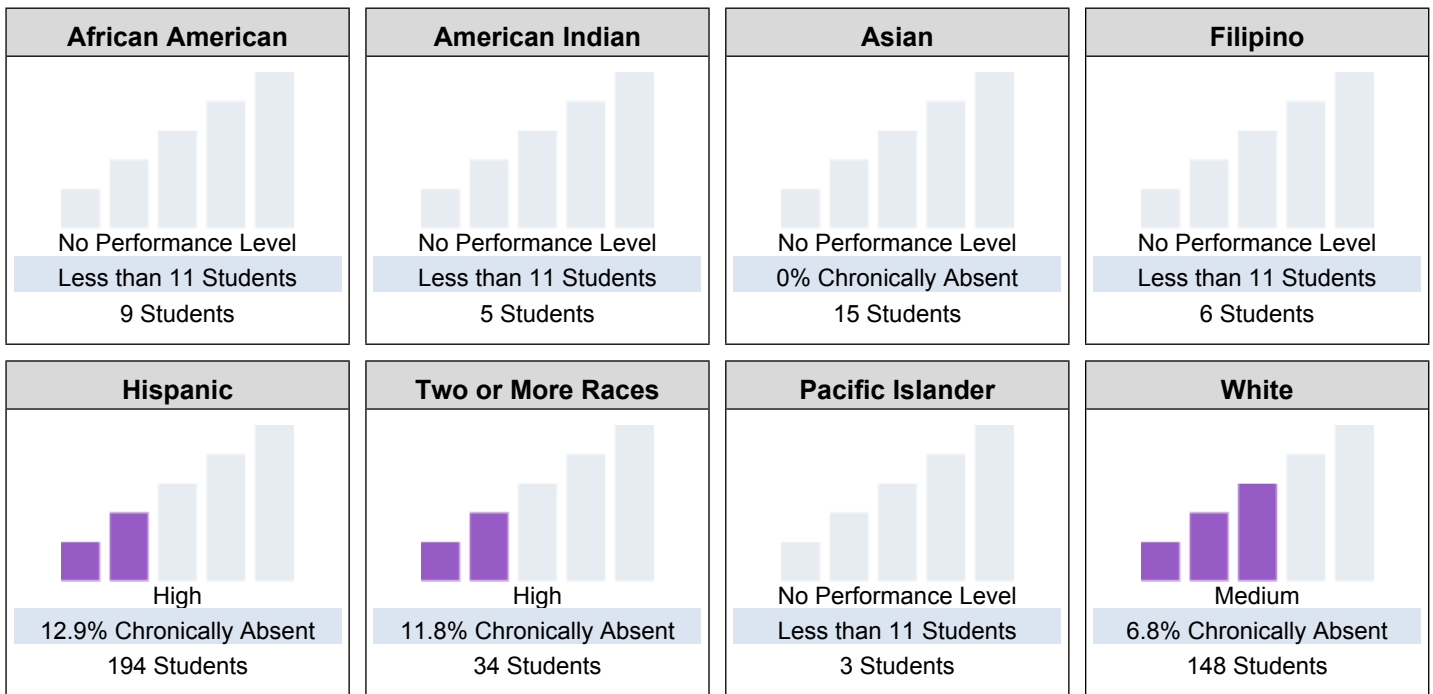 African American
No Performance Level
Less than 11 Students
9 Students
American Indian
No Performance Level
Less than 11 Students
5 Students
Asian
No Performance Level
0% Chronically Absent
15 Students
Filipino
No Performance Level
Less than 11 Students
6 Students
Hispanic
High
12.9% Chronically Absent
194 Students
Two or More Races
High
11.8% Chronically Absent
34 Students
Pacific Islander
No Performance Level
Less than 11 Students
3 Students
White
Medium
6.8% Chronically Absent
148 Students